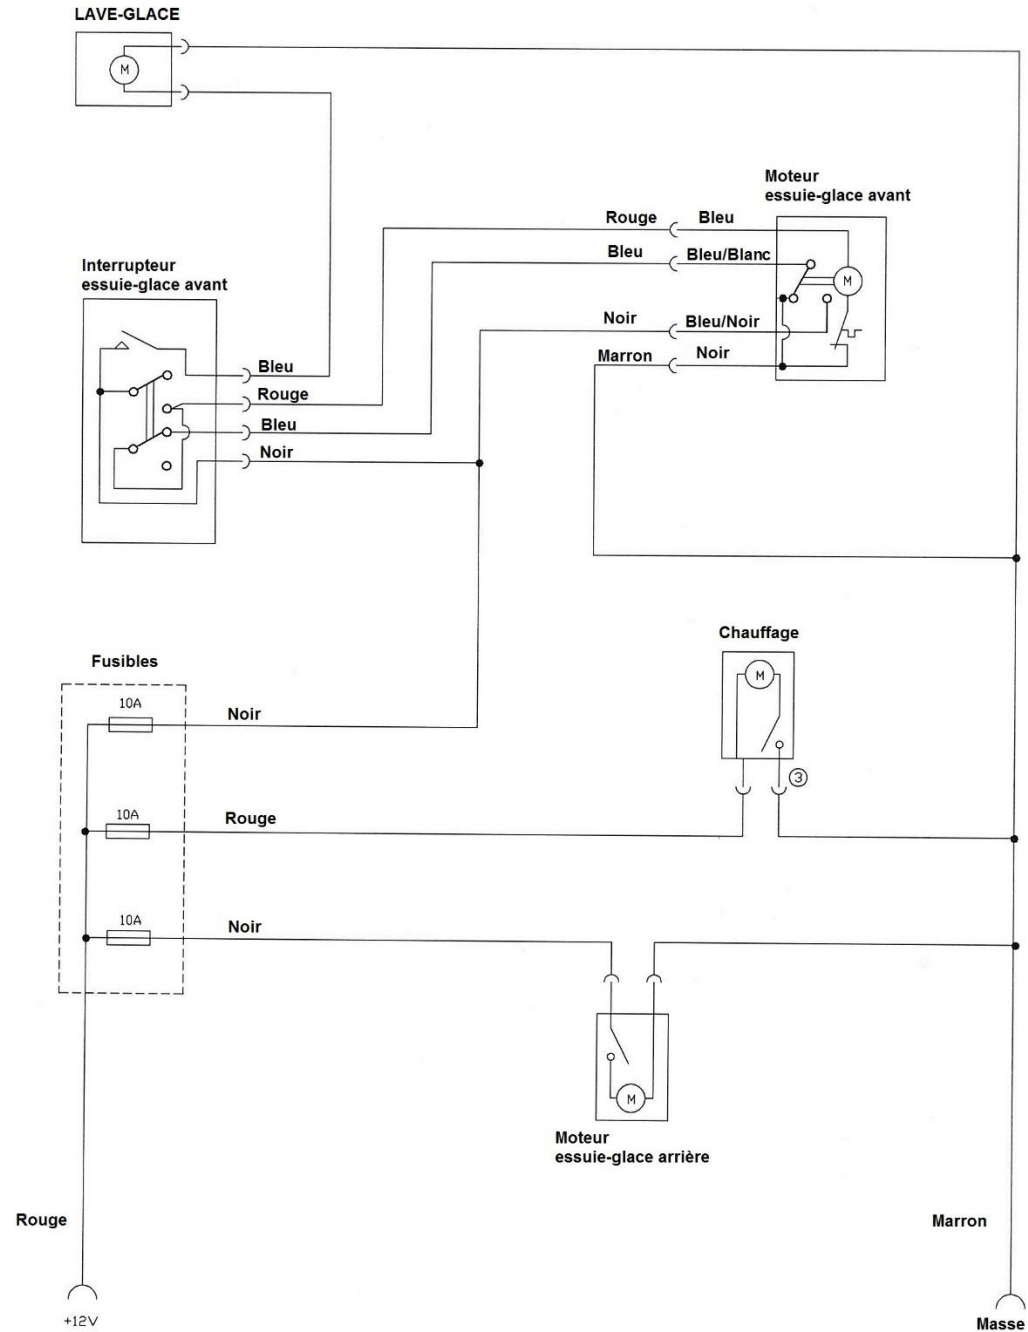 LAVE-GLACE
M
Moteur
essuie-glace avant
Rouge Bleu
Bleu Bleu/Blanc
M
Noir Bleu/Noir
Marron Noir
Interrupteur
essuie-glace avant
Bleu
Rouge
Bleu
Noir
Chauffage
M
3
Fusibles
10A
Noir
10A
Rouge
10A
Noir
M
Moteur
essuie-glace arrière
Rouge
Marron
+12V
Masse